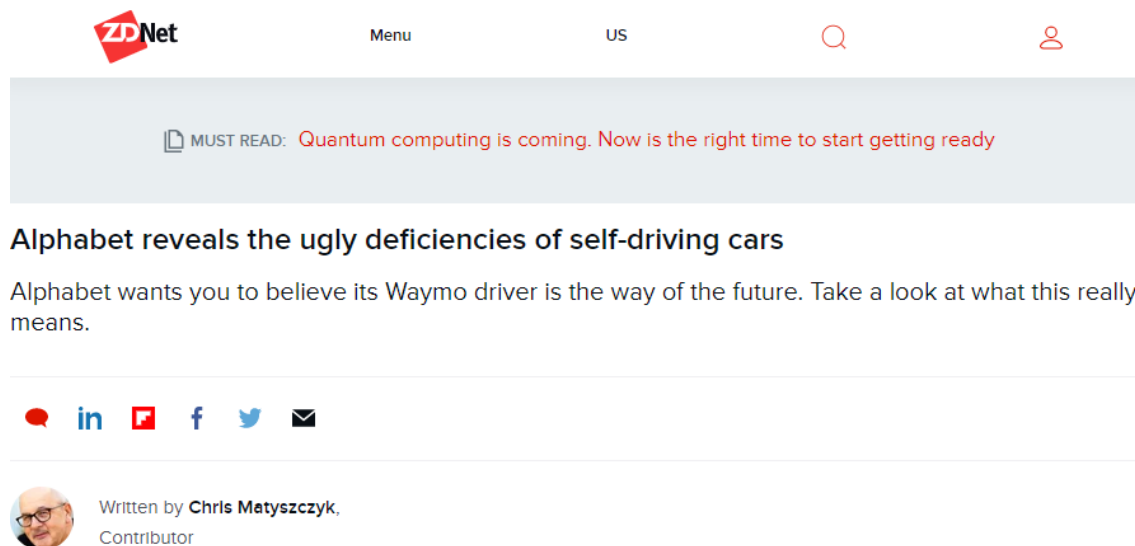 ZDNet Menu US
MUST READ: Quantum computing is coming. Now is the right time to start getting ready
Alphabet reveals the ugly deficiencies of self-driving cars
Alphabet wants you to believe its Waymo driver is the way of the future. Take a look at what this really
means.
in f
Written by Chris Matyszczyk,
Contributor